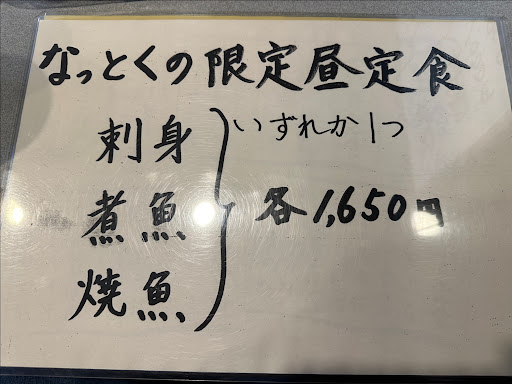 なっとくの限定昼定食
刺身
いずれか1つ
煮魚
各1,650円
焼魚